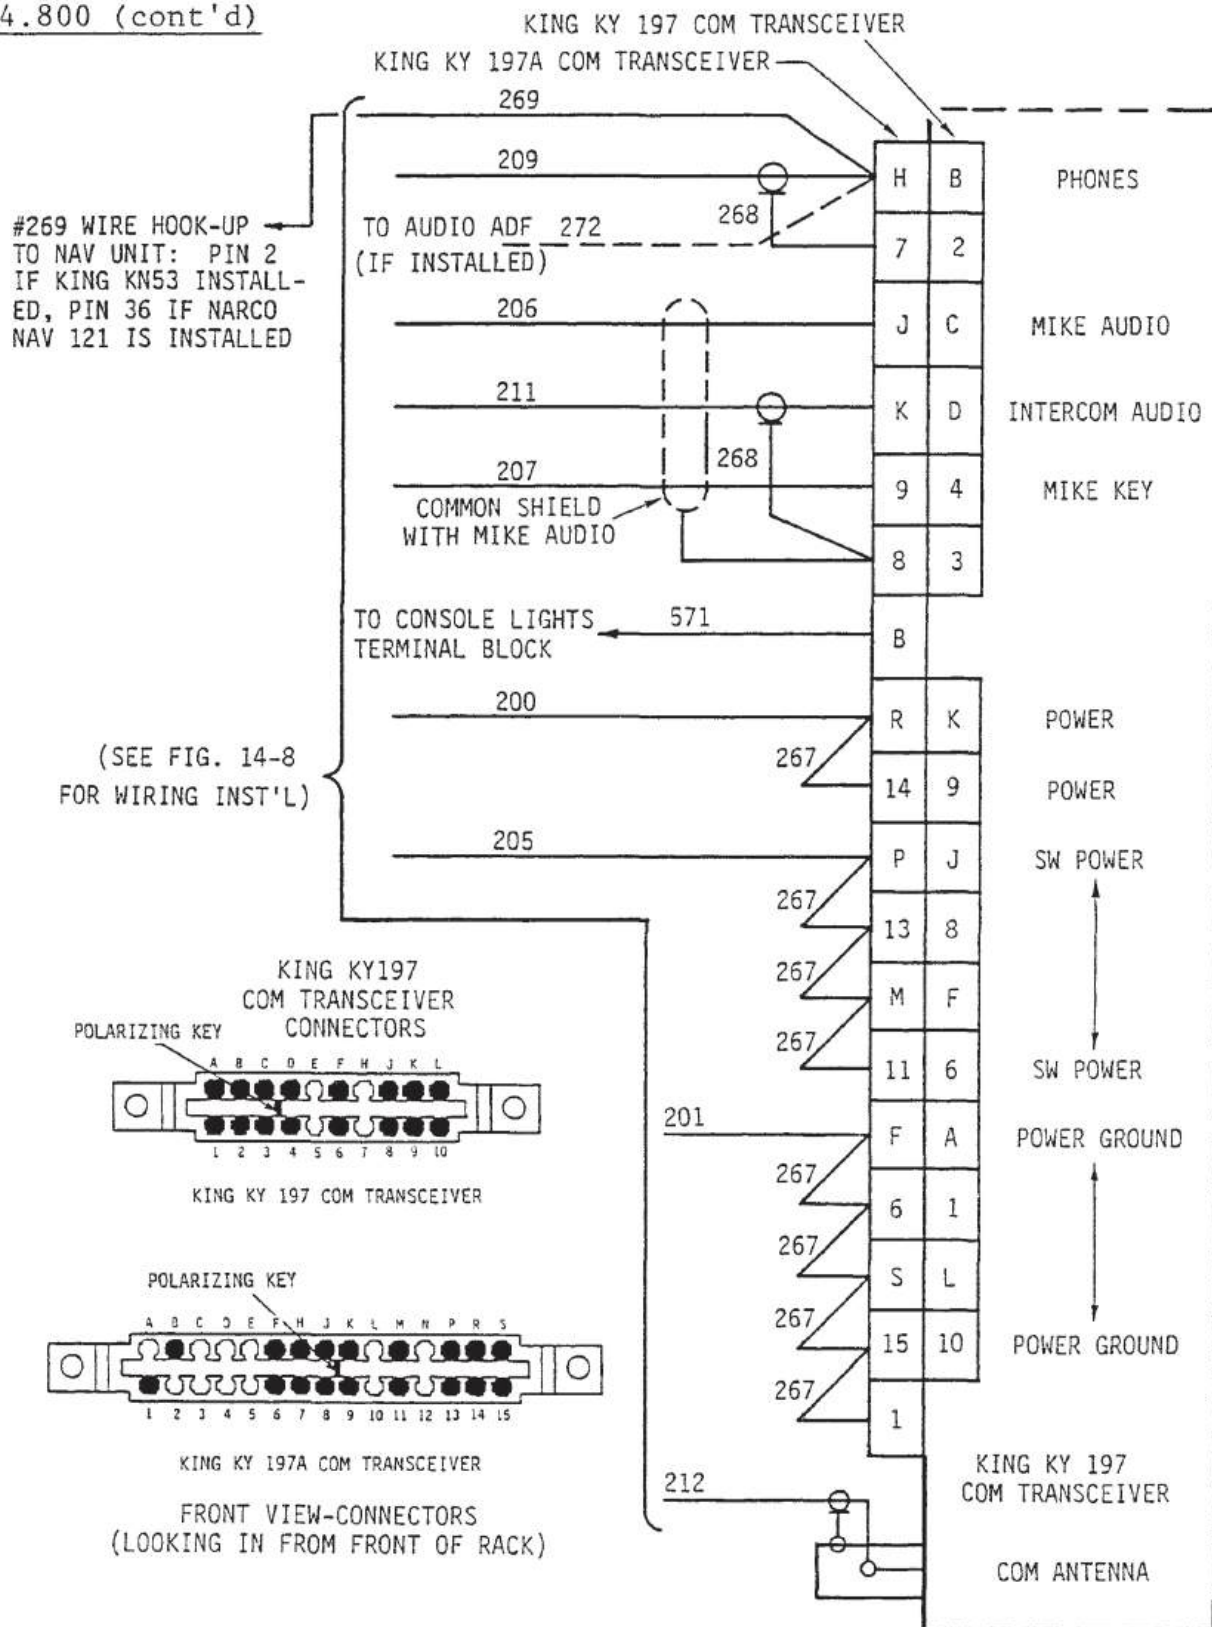 4.800 (cont'd)
KING KY 197 COM TRANSCEIVER
KING KY 197A COM TRANSCEIVER
269
209
H B PHONES
#269 WIRE HOOK-UP
TO NAV UNIT: PIN 2
IF KING KN53 INSTALL-
ED, PIN 36 IF NARCO
NAV 121 IS INSTALLED
TO AUDIO ADF 272
(IF INSTALLED)
268
7 2
206
J C MIKE AUDIO
211
K D INTERCOM AUDIO
268
207
9 4 MIKE KEY
COMMON SHIELD
WITH MIKE AUDIO
8 3
TO CONSOLE LIGHTS
TERMINAL BLOCK
571
B
200
R K POWER
267
14 9 POWER
(SEE FIG. 14-8
FOR WIRING INST'L)
205
P J SW POWER
267
13 8
267
M F
267
11 6 SW POWER
201
F A POWER GROUND
267
6 1
267
S L
267
15 10 POWER GROUND
267
1
212
KING KY 197
COM TRANSCEIVER
COM ANTENNA
KING KY197
COM TRANSCEIVER
CONNECTORS
POLARIZING KEY
A B C D E F H J K L
1 2 3 4 5 6 7 8 9 10
KING KY 197 COM TRANSCEIVER
POLARIZING KEY
A B C D E F H J K L M N P R S
1 2 3 4 5 6 7 8 9 10 11 12 13 14 15
KING KY 197A COM TRANSCEIVER
FRONT VIEW-CONNECTORS
(LOOKING IN FROM FRONT OF RACK)